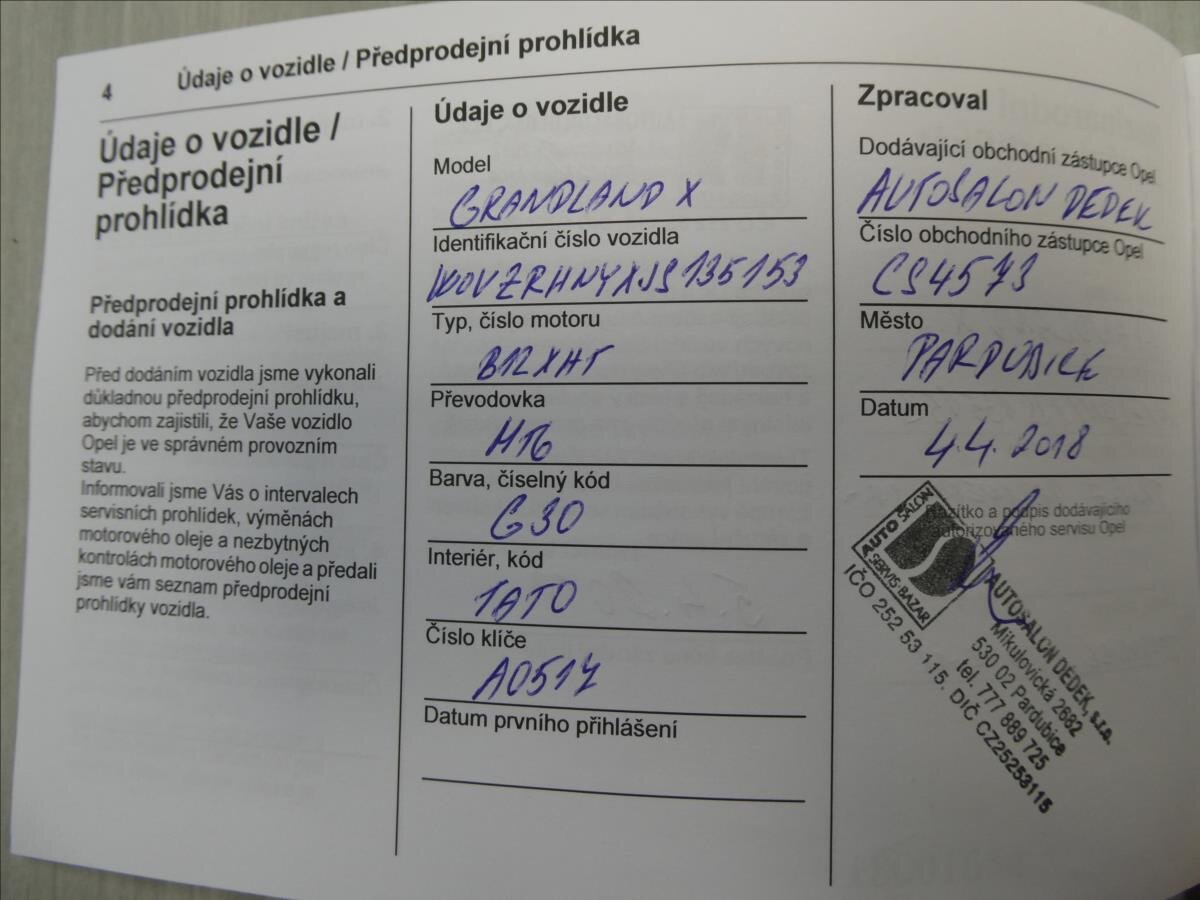 4
Údaje o vozidle / Předprodejní prohlídka
Údaje o vozidle /
Předprodejní
prohlídka
Předprodejní prohlídka a
dodání vozidla
Před dodáním vozidla jsme vykonali
důkladnou předprodejní prohlídku,
abychom zajistili, že Vaše vozidlo
Opel je ve správném provozním
stavu.
Informovali jsme Vás o intervalech
servisních prohlídek, výměnách
motorového oleje a nezbytných
kontrolách motorového oleje a předali
jsme vám seznam předprodejní
prohlídky vozidla.
Údaje o vozidle
Model
GRANDLAND X
Identifikační číslo vozidla
W0VZRHNYXJS135153
Typ, číslo motoru
B12XHT
Převodovka
MT6
Barva, číselný kód
G30
Interiér, kód
TATO
Číslo klíče
A0517
Datum prvního přihlášení
Zpracoval
Dodávající obchodní zástupce Opel
AUTOSALON DEDEK
Číslo obchodního zástupce Opel
CS4573
Město
PARDUBICE
Datum
4.4. 2018
Razítko a podpis dodávajícího
autorizovaného servisu Opel
AUTO SALON
SERVIS-BAZAR
AUTOSALON DĚDEK, s.r.o.
Mikulovická 2682
530 02 Pardubice
tel. 777 889 725
IČO 252 53 115. DIČ CZ25253115